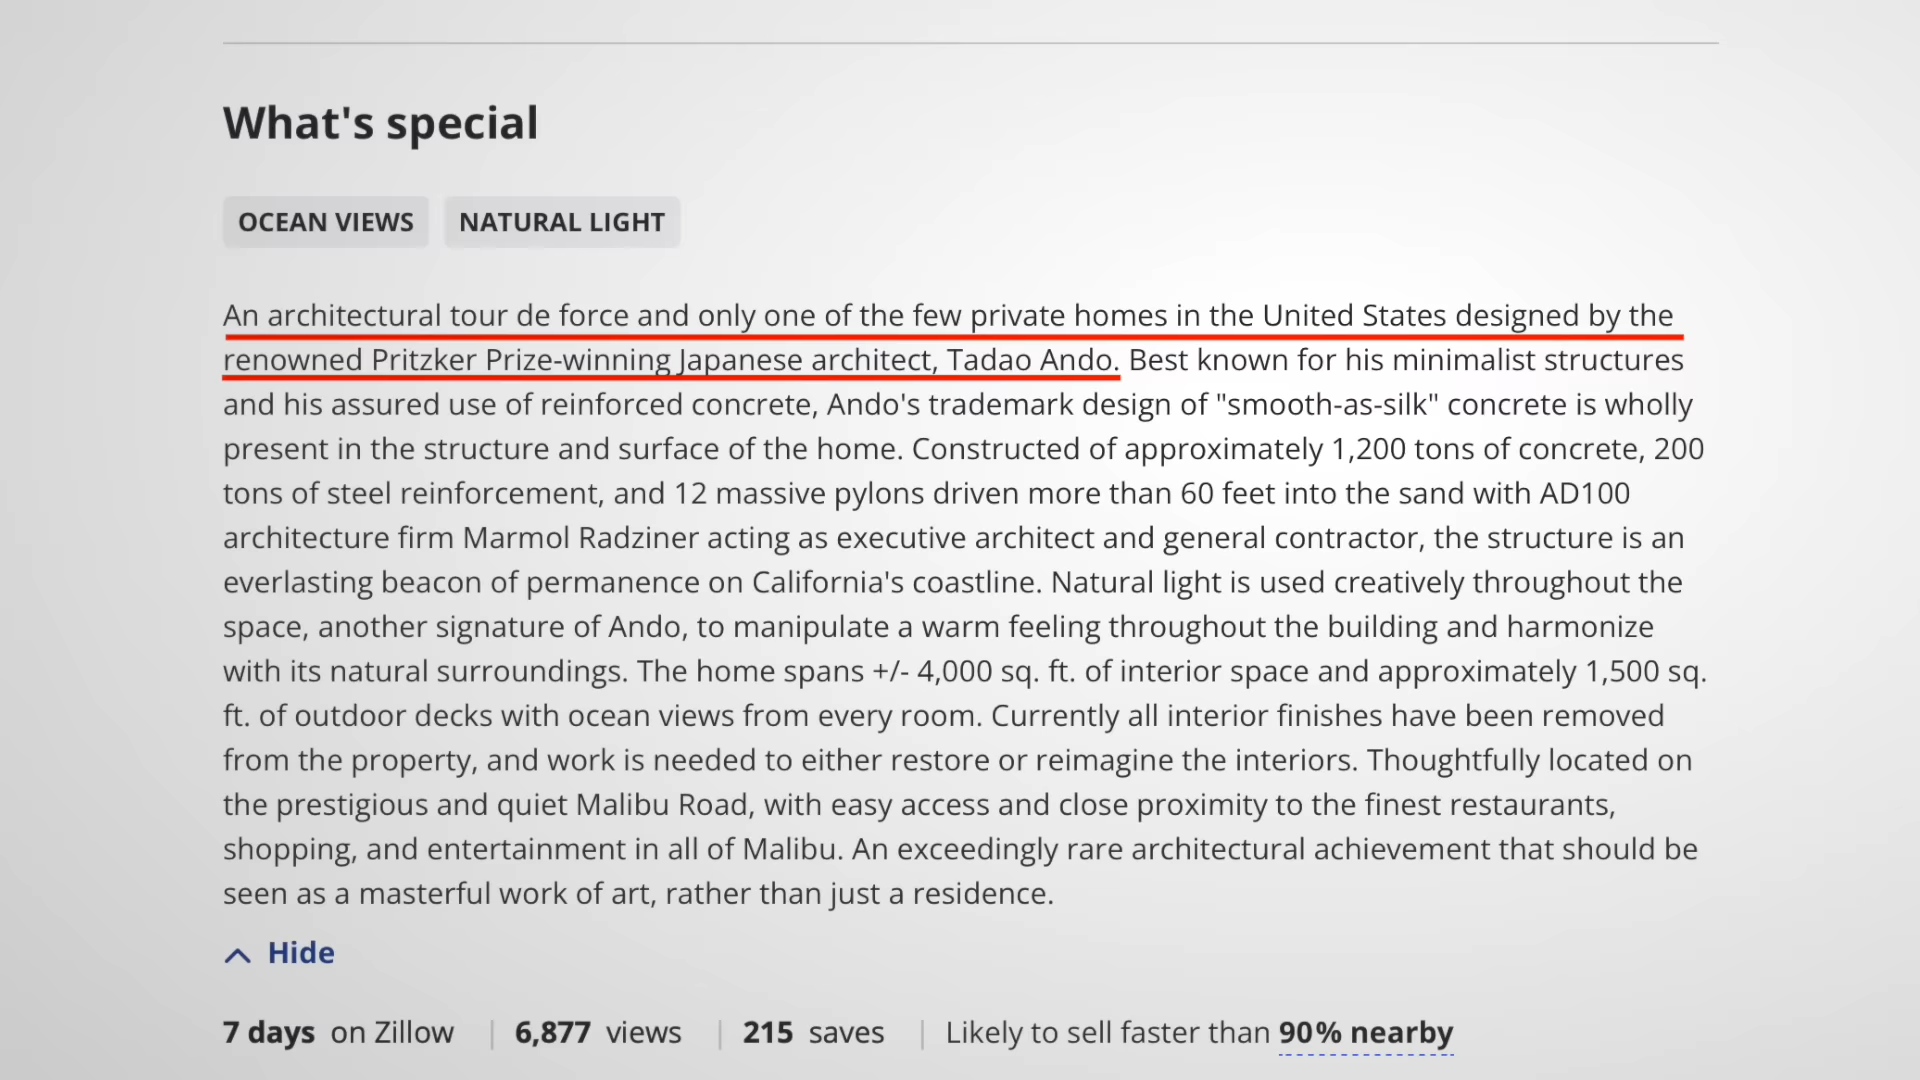 What's special
OCEAN VIEWS NATURAL LIGHT
An architectural tour de force and only one of the few private homes in the United States designed by the
renowned Pritzker Prize-winning Japanese architect, Tadao Ando. Best known for his minimalist structures
and his assured use of reinforced concrete, Ando's trademark design of "smooth-as-silk" concrete is wholly
present in the structure and surface of the home. Constructed of approximately 1,200 tons of concrete, 200
tons of steel reinforcement, and 12 massive pylons driven more than 60 feet into the sand with AD100
architecture firm Marmol Radziner acting as executive architect and general contractor, the structure is an
everlasting beacon of permanence on California's coastline. Natural light is used creatively throughout the
space, another signature of Ando, to manipulate a warm feeling throughout the building and harmonize
with its natural surroundings. The home spans +/- 4,000 sq. ft. of interior space and approximately 1,500 sq.
ft. of outdoor decks with ocean views from every room. Currently all interior finishes have been removed
from the property, and work is needed to either restore or reimagine the interiors. Thoughtfully located on
the prestigious and quiet Malibu Road, with easy access and close proximity to the finest restaurants,
shopping, and entertainment in all of Malibu. An exceedingly rare architectural achievement that should be
seen as a masterful work of art, rather than just a residence.
Hide
7 days on Zillow | 6,877 views | 215 saves | Likely to sell faster than 90% nearby